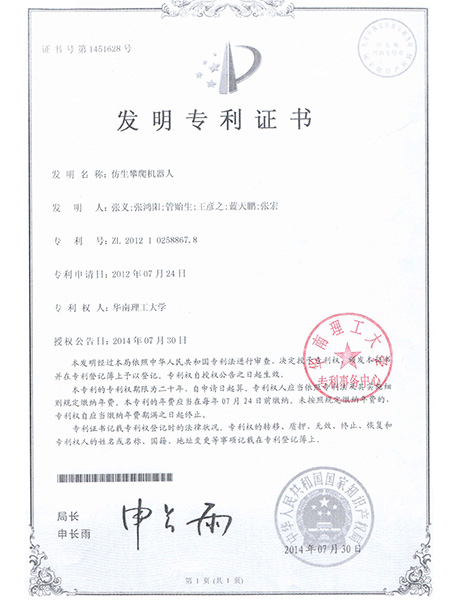 证书号第1451628号
发明专利证书
发明名称:仿生攀爬机器人
发明人:张义;张鸿阳;管贻生;王彦之;蓝天鹏;张宏
专利号:ZL 2012 1 0258867.8
专利申请日:2012年07月24日
专利权人:华南理工大学
授权公告日:2014年07月30日
本发明经过本局依照中华人民共和国专利法进行审查,决定授予专利权,颁发本证书
并在专利登记簿上予以登记。专利权自授权公告之日起生效。
本专利的专利权期限为二十年,自申请日起算。专利权人应当依照专利法及其实施细
则规定缴纳年费。本专利的年费应当在每年07月24日前缴纳。未按照规定缴纳年费的,
专利权自应当缴纳年费期满之日起终止。
专利证书记载专利权登记时的法律状况。专利权的转移、质押、无效、终止、恢复和
专利权人的姓名或名称、国籍、地址变更等事项记载在专利登记簿上。
华南理工大学
专利事务中心
局长
申长雨
申长雨
中华人民共和国国家知识产权局
2014年07月30日
第1页(共1页)